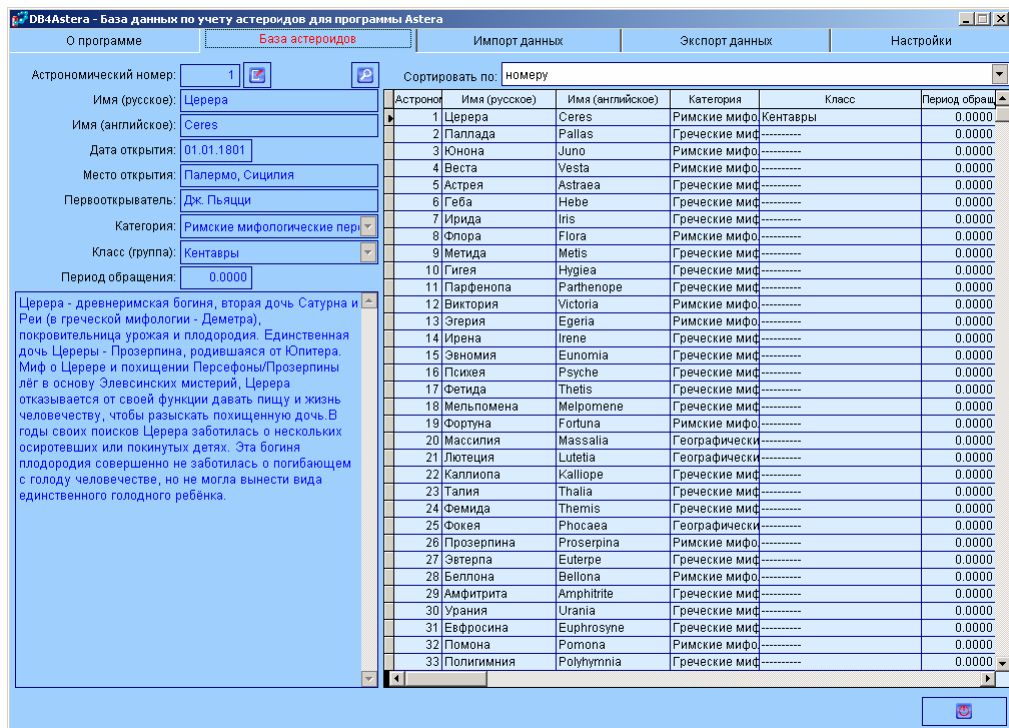 DB4Astera - База данных по учету астероидов для программы Astera
О программе
База астероидов
Импорт данных
Экспорт данных
Настройки
Астрономический номер: 1
Имя (русское): Церера
Имя (английское): Ceres
Дата открытия: 01.01.1801
Место открытия: Палермо, Сицилия
Первооткрыватель: Дж. Пьяцци
Категория: Римские мифологические пер
Класс (группа): Кентавры
Период обращения: 0.0000
Церера - древнеримская богиня, вторая дочь Сатурна и
Реи (в греческой мифологии - Деметра),
покровительница урожая и плодородия. Единственная
дочь Цереры - Прозерпина, родившаяся от Юпитера.
Миф о Церере и похищении Персефоны/Прозерпины
лёг в основу Элевсинских мистерий, Церера
отказывается от своей функции давать пищу и жизнь
человечеству, чтобы разыскать похищенную дочь.В
годы своих поисков Церера заботилась о нескольких
осиротевших или покинутых детях. Эта богиня
плодородия совершенно не заботилась о погибающем
с голоду человечестве, но не могла вынести вида
единственного голодного ребёнка.
Сортировать по: номеру
Астроном Имя (русское) Имя (английское) Категория Класс Период обращ
1 Церера Ceres Римские мифо. Кентавры 0.0000
2 Паллада Pallas Греческие миф ---------- 0.0000
3 Юнона Juno Римские мифо. ---------- 0.0000
4 Веста Vesta Римские мифо. ---------- 0.0000
5 Астрея Astraea Греческие миф ---------- 0.0000
6 Геба Hebe Греческие миф ---------- 0.0000
7 Ирида Iris Греческие миф ---------- 0.0000
8 Флора Flora Римские мифо. ---------- 0.0000
9 Метида Metis Греческие миф ---------- 0.0000
10 Гигея Hygiea Греческие миф ---------- 0.0000
11 Парфенопа Parthenope Греческие миф ---------- 0.0000
12 Виктория Victoria Римские мифо. ---------- 0.0000
13 Эгерия Egeria Римские мифо. ---------- 0.0000
14 Ирена Irene Греческие миф ---------- 0.0000
15 Эвномия Eunomia Греческие миф ---------- 0.0000
16 Психея Psyche Греческие миф ---------- 0.0000
17 Фетида Thetis Греческие миф ---------- 0.0000
18 Мельпомена Melpomene Греческие миф ---------- 0.0000
19 Фортуна Fortuna Римские мифо. ---------- 0.0000
20 Массилия Massalia Географически ---------- 0.0000
21 Лютеция Lutetia Географически ---------- 0.0000
22 Каллиопа Kalliope Греческие миф ---------- 0.0000
23 Талия Thalia Греческие миф ---------- 0.0000
24 Фемида Themis Греческие миф ---------- 0.0000
25 Фокея Phocaea Географически ---------- 0.0000
26 Прозерпина Proserpina Римские мифо. ---------- 0.0000
27 Эвтерпа Euterpe Греческие миф ---------- 0.0000
28 Беллона Bellona Римские мифо. ---------- 0.0000
29 Амфитрита Amphitrite Греческие миф ---------- 0.0000
30 Урания Urania Греческие миф ---------- 0.0000
31 Евфросина Euphrosyne Греческие миф ---------- 0.0000
32 Помона Pomona Римские мифо. ---------- 0.0000
33 Полигимния Polyhymnia Греческие миф ---------- 0.0000